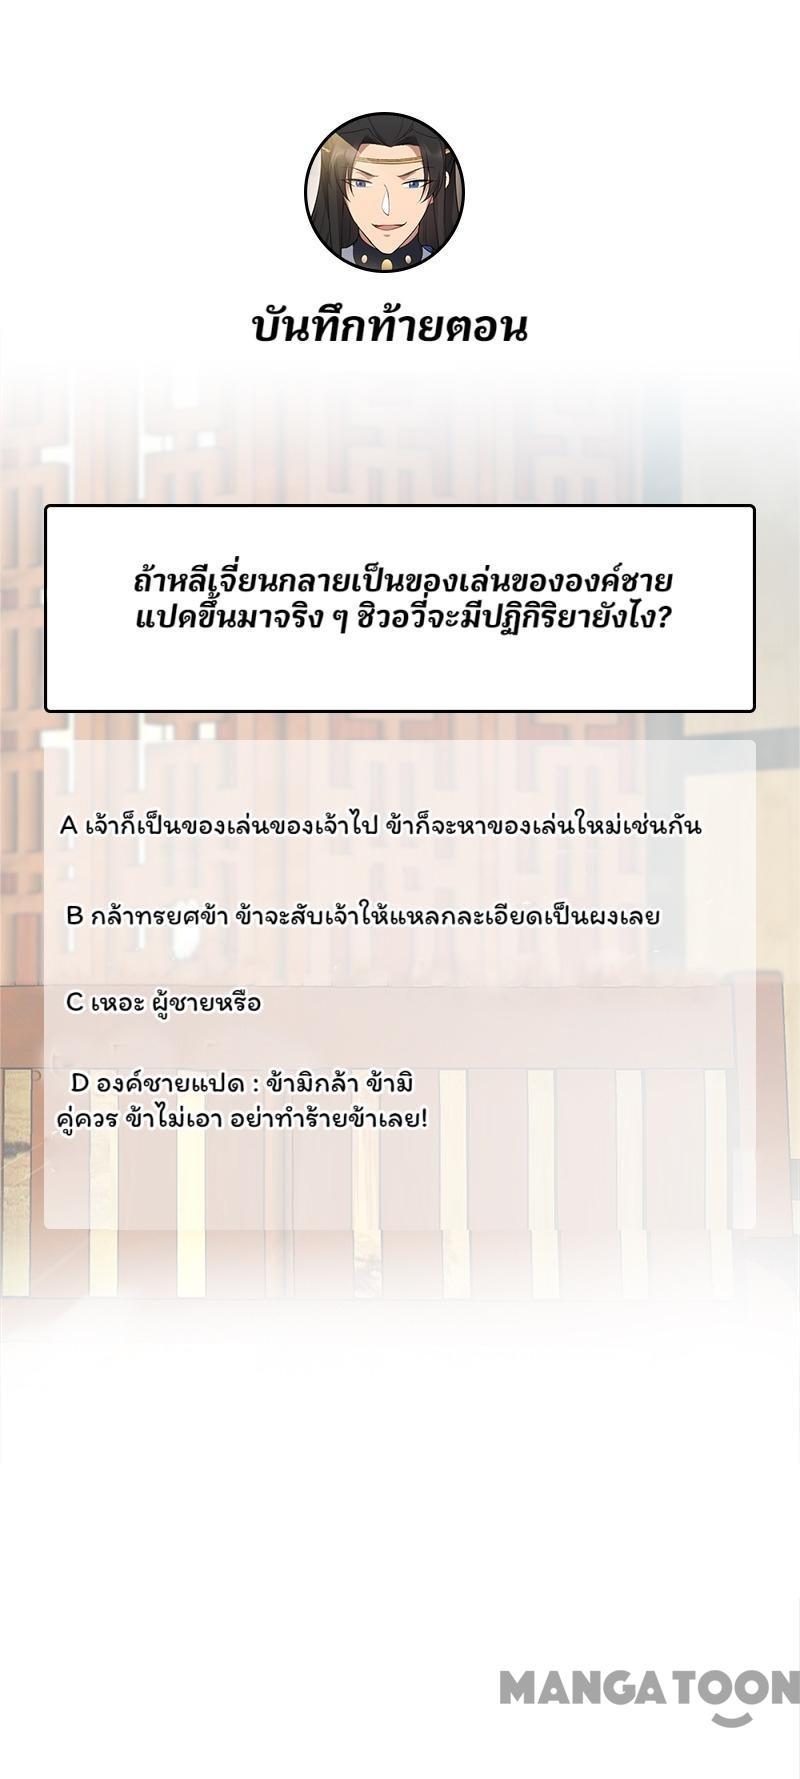 บันทึกท้ายตอน
ถ้าหลีเจี่ยนกลายเป็นของเล่นขององค์ชาย
แปดขึ้นมาจริง ๆ ชิวอวี่จะมีปฏิกิริยายังไง?
A เจ้าก็เป็นของเล่นของเจ้าไป ข้าก็จะหาของเล่นใหม่เช่นกัน
B กล้าทรยศข้า ข้าจะสับเจ้าให้แหลกละเอียดเป็นผงเลย
C เหอะ ผู้ชายหรือ
D องค์ชายแปด : ข้ามิกล้า ข้ามิ
คู่ควร ข้าไม่เอา อย่าทำร้ายข้าเลย!
MANGATOON